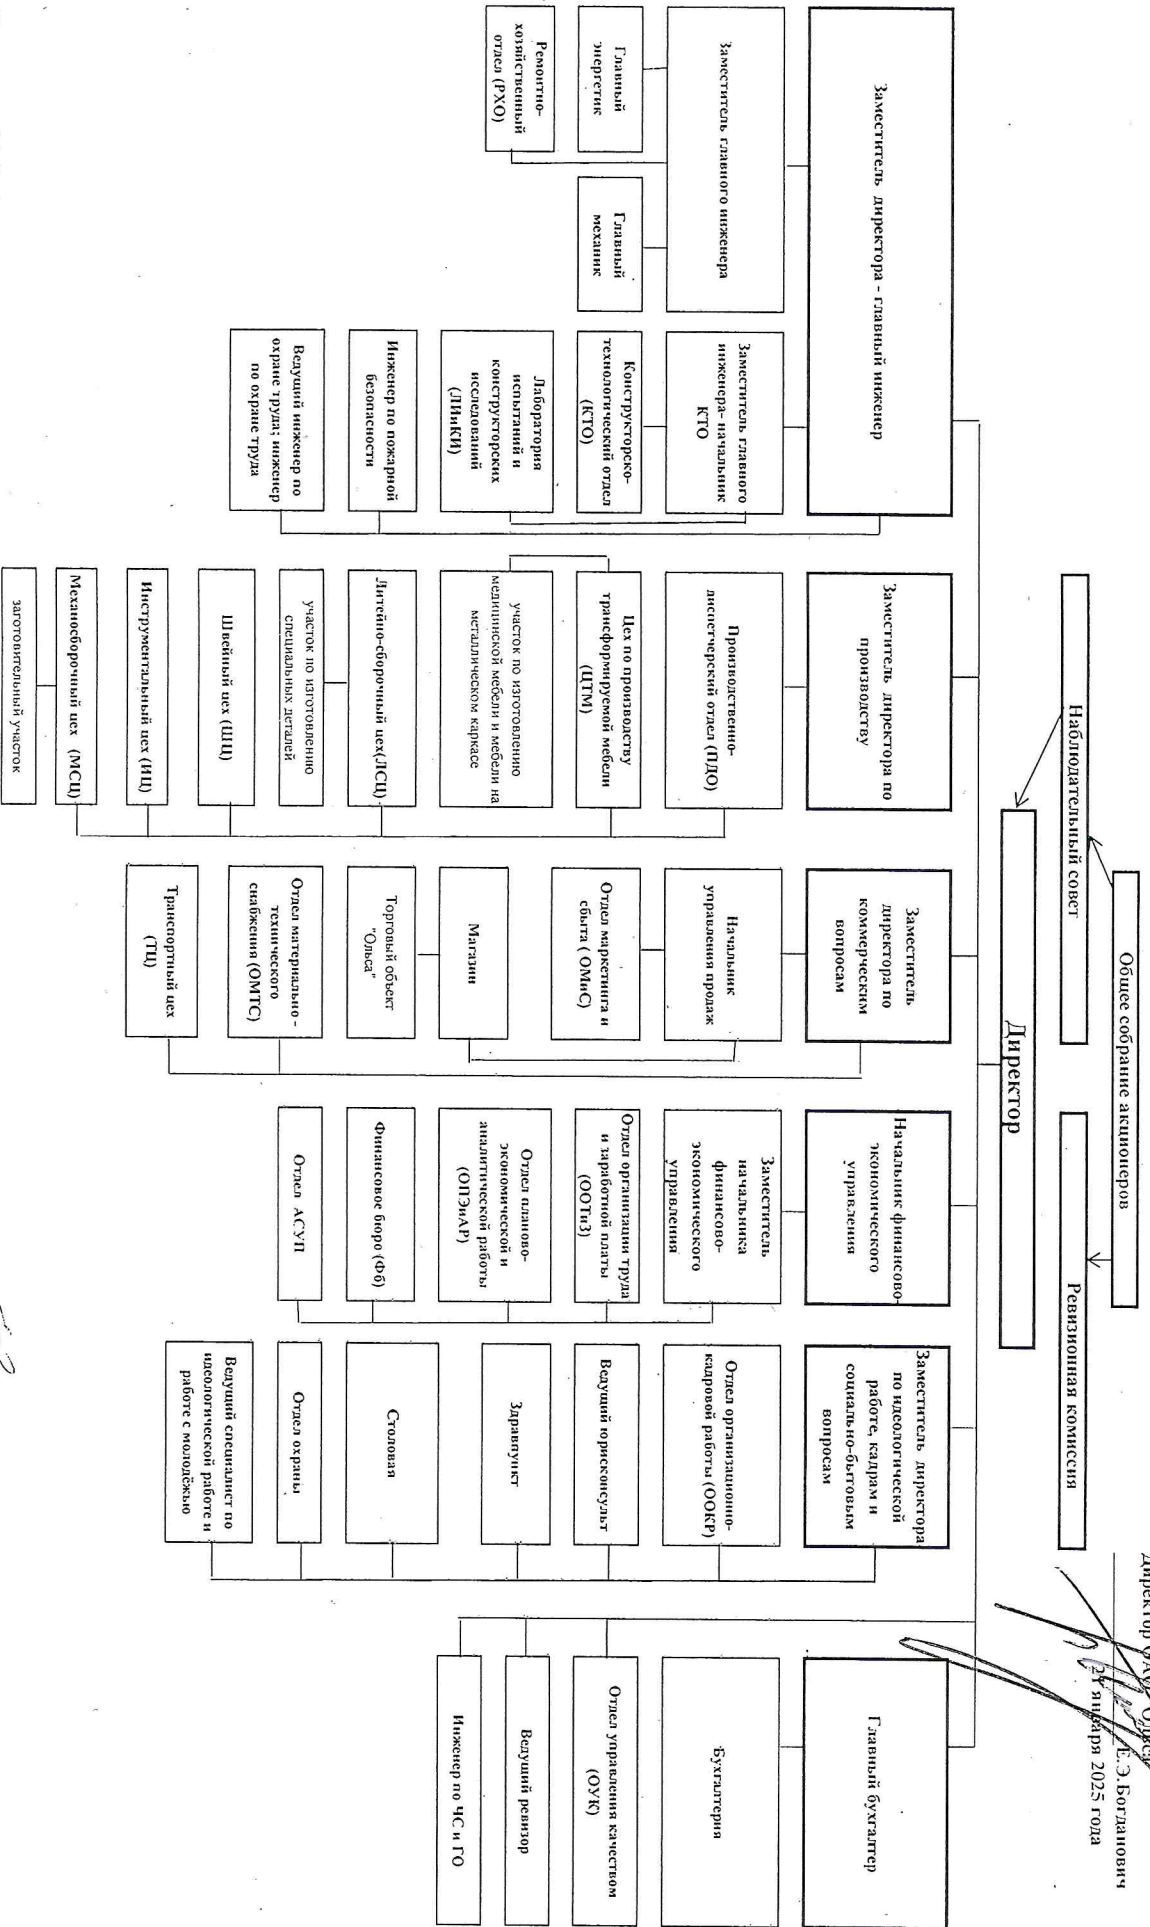 Директор ОАО "Ольса"
Е.Э.Богданович
21 января 2025 года
Общее собрание акционеров
Наблюдательный совет
Ревизионная комиссия
Директор
Заместитель директора - главный инженер
Заместитель главного инженера
Главный
энергетик
Главный
механик
Ремонтно-
хозяйственный
отдел (РХО)
Заместитель главного
инженера- начальник
КТО
Конструкторско-
технологический отдел
(КТО)
Лаборатория
испытаний и
конструкторских
исследований
(ЛИиКИ)
Инженер по пожарной
безопасности
Ведущий инженер по
охране труда; инженер
по охране труда
Заместитель директора по
производству
Производственно-
диспетчерский отдел (ПДО)
Цех по производству
трансформируемой мебели
(ЦТМ)
участок по изготовлению
медицинской мебели и мебели на
металлическом каркасе
Литейно-сборочный цех(ЛСЦ)
участок по изготовлению
специальных деталей
Швейный цех (ШЦ)
Инструментальный цех (ИЦ)
Механосборочный цех (МСЦ)
заготовительный участок
Заместитель
директора по
коммерческим
вопросам
Начальник
управления продаж
Отдел маркетинга и
сбыта ( ОМиС)
Магазин
Торговый объект
"Ольса"
Отдел материально -
технического
снабжения (ОМТС)
Транспортный цех
(ТЦ)
Начальник финансово-
экономического
управления
Заместитель
начальника
финансово-
экономического
управления
Отдел организации труда
и заработной платы
(ООТиЗ)
Отдел планово-
экономической и
аналитической работы
(ОПЭиАР)
Финансовое бюро (Фб)
Отдел АСУП
Заместитель директора
по идеологической
работе, кадрам и
социально-бытовым
вопросам
Отдел организационно-
кадровой работы (ООКР)
Ведущий юрисконсульт
Здравпункт
Столовая
Отдел охраны
Ведущий специалист по
идеологической работе и
работе с молодёжью
Главный бухгалтер
Бухгалтерия
Отдел управления качеством
(ОУК)
Ведущий ревизор
Инженер по ЧС и ГО